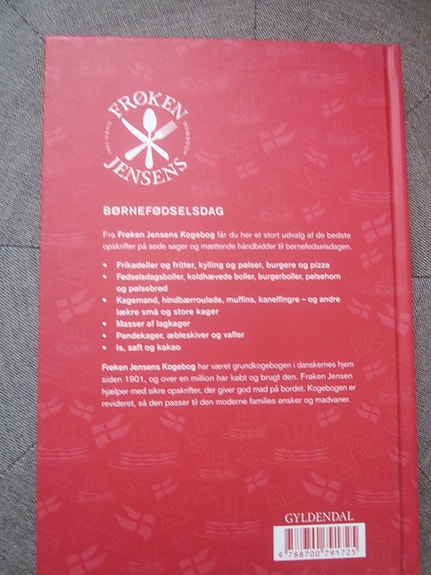 FRØKEN
JENSENS
BØRNEFØDSELSDAG
Fra Frøken Jensens Kogebog får du her et stort udvalg af de bedste
opskrifter på søde sager og mættende håndbidder til børnefødselsdagen.
• Frikadeller og fritter, kylling og pølser, burgere og pizza
• Fødselsdagsboller, koldhævede boller, burgerboller, pølsehorn
og pølsebrød
• Kagemand, hindbærroulade, muffins, kanelfingre – og andre
lækre små og store kager
• Masser af lagkager
• Pandekager, æbleskiver og vafler
• Is, saft og kakao
Frøken Jensens Kogebog har været grundkogebogen i danskernes hjem
siden 1901, og over en million har købt og brugt den. Frøken Jensen
hjælper med sikre opskrifter, der giver god mad på bordet. Kogebogen er
revideret, så den passer til den moderne families ønsker og madvaner.
GYLDENDAL
9 788700 791725